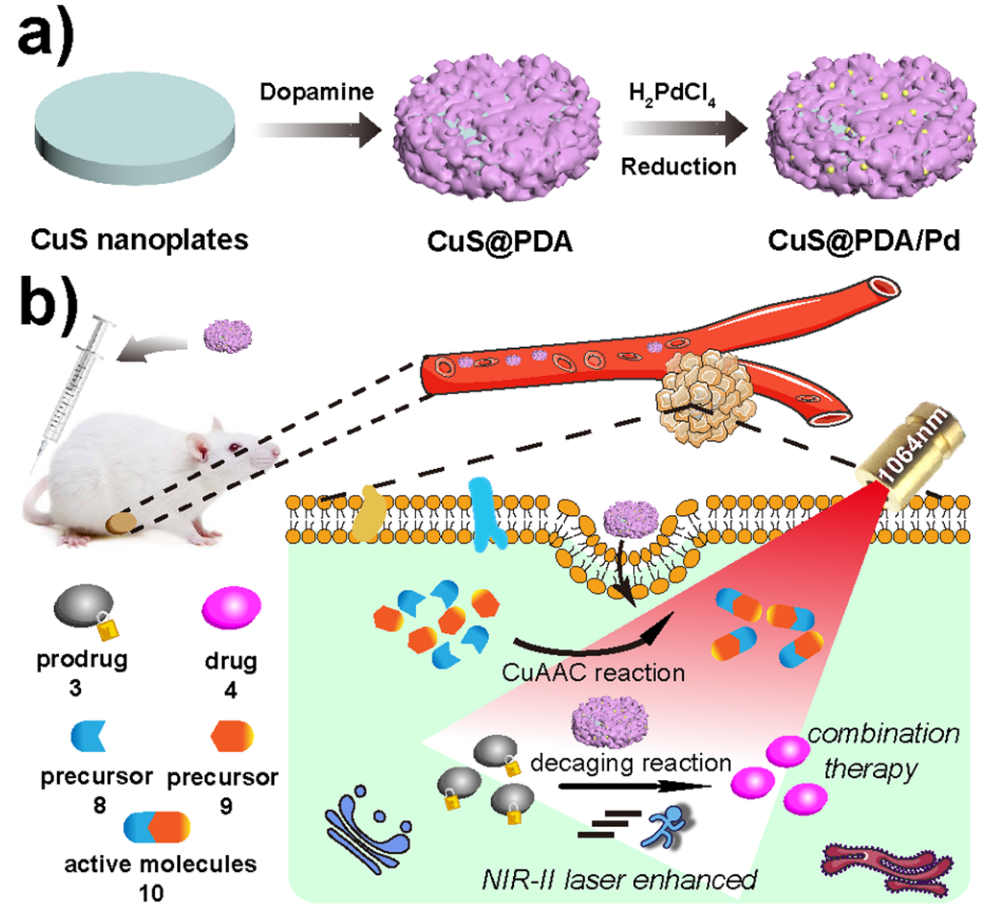 a)
Dopamine
H₂PdCl₄
Reduction
CuS nanoplates
CuS@PDA
CuS@PDA/Pd
b)
1064nm
prodrug
3
drug
4
precursor
8
precursor
9
active molecules
10
CuAAC reaction
decaging reaction
combination
therapy
NIR-II laser enhanced